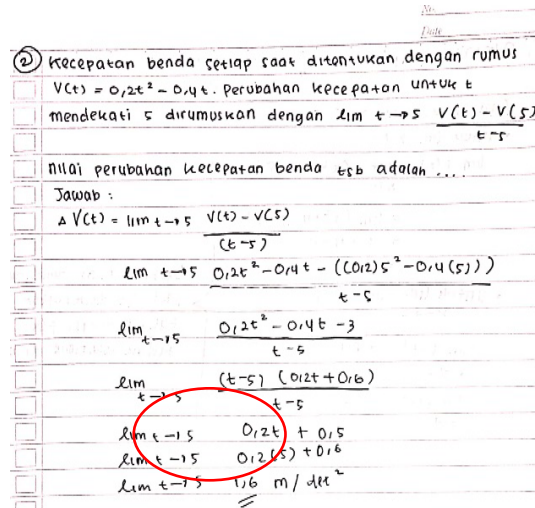 No.
Date
② Kecepatan benda setiap saat ditentukan dengan rumus
V(t) = 0,2t² - 0,4t. Perubahan kecepatan untuk t
mendekati 5 dirumuskan dengan lim t→5 V(t) - V(5) / t-5
nilai perubahan kecepatan benda tsb adalah ....
Jawab :
Δ V(t) = lim t→5 V(t) - V(5) / (t-5)
lim t→5 0,2t² - 0,4t - ((0,2)5² - 0,4(5))) / t-5
lim t→5 0,2t² - 0,4t - 3 / t-5
lim t→5 (t-5) (0,2t + 0,6) / t-5
lim t→5 0,2t + 0,5
lim t→5 0,2(5) + 0,6
lim t→5 1,6 m/det²